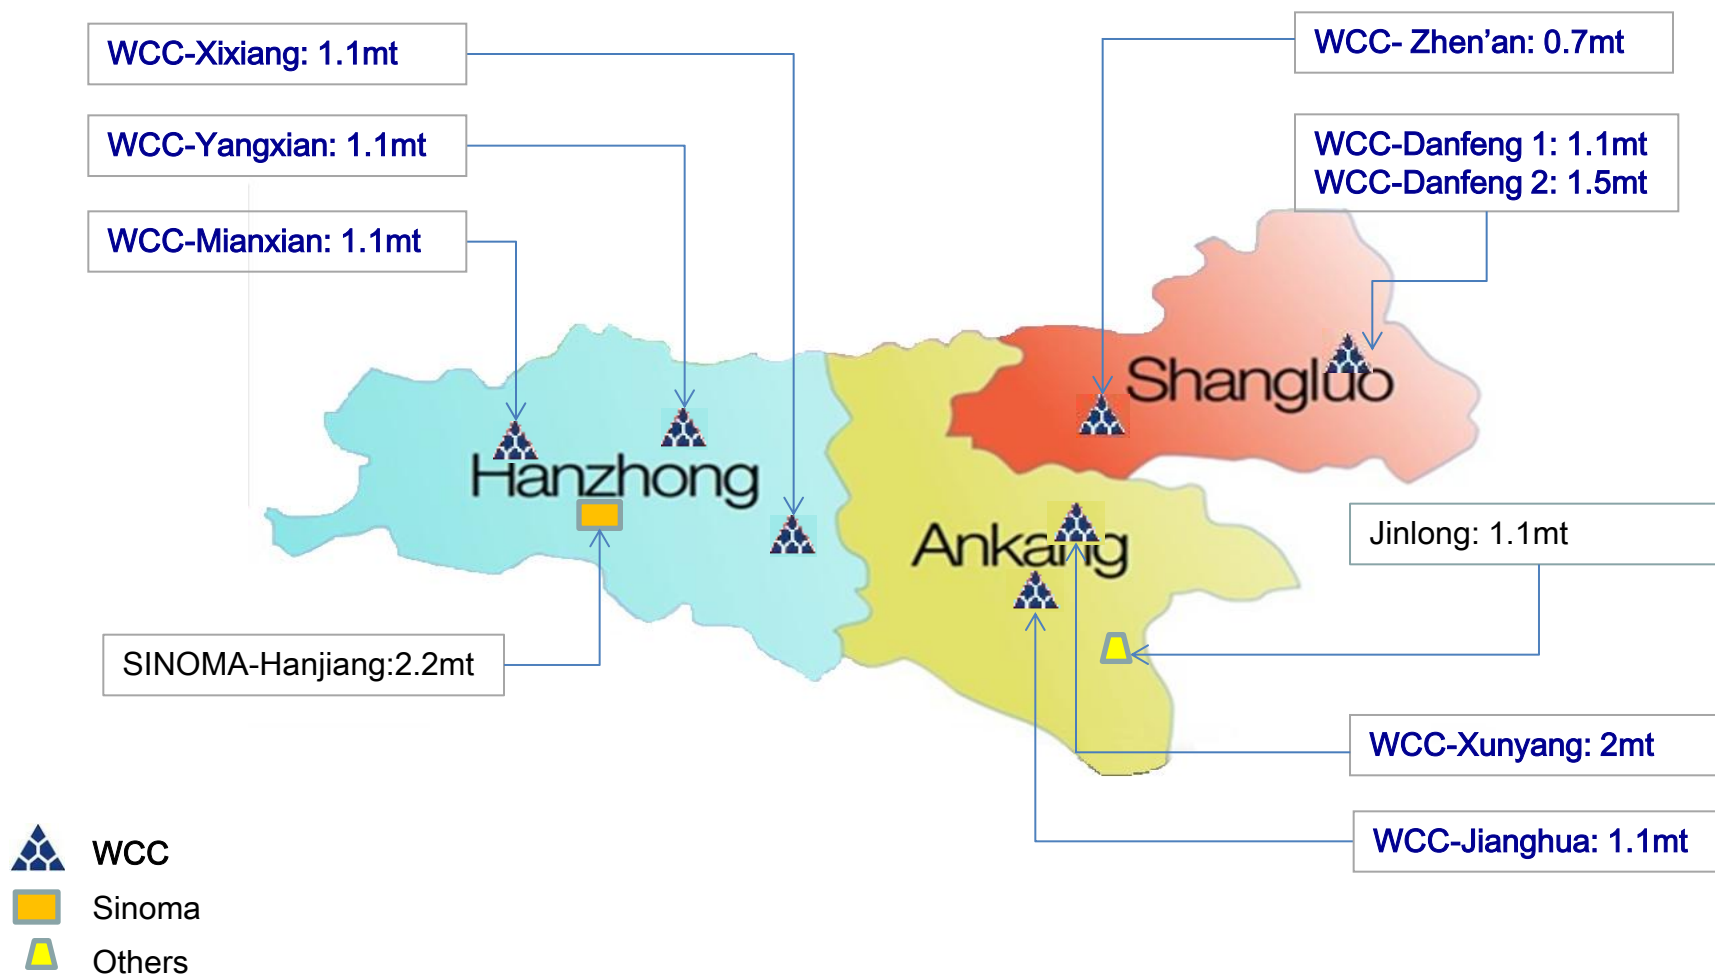 WCC-Xixiang: 1.1mt
WCC-Yangxian: 1.1mt
WCC-Mianxian: 1.1mt
WCC- Zhen’an: 0.7mt
WCC-Danfeng 1: 1.1mt
WCC-Danfeng 2: 1.5mt
Shangluo
Hanzhong
Ankang
Jinlong: 1.1mt
SINOMA-Hanjiang:2.2mt
WCC-Xunyang: 2mt
WCC-Jianghua: 1.1mt
WCC
Sinoma
Others